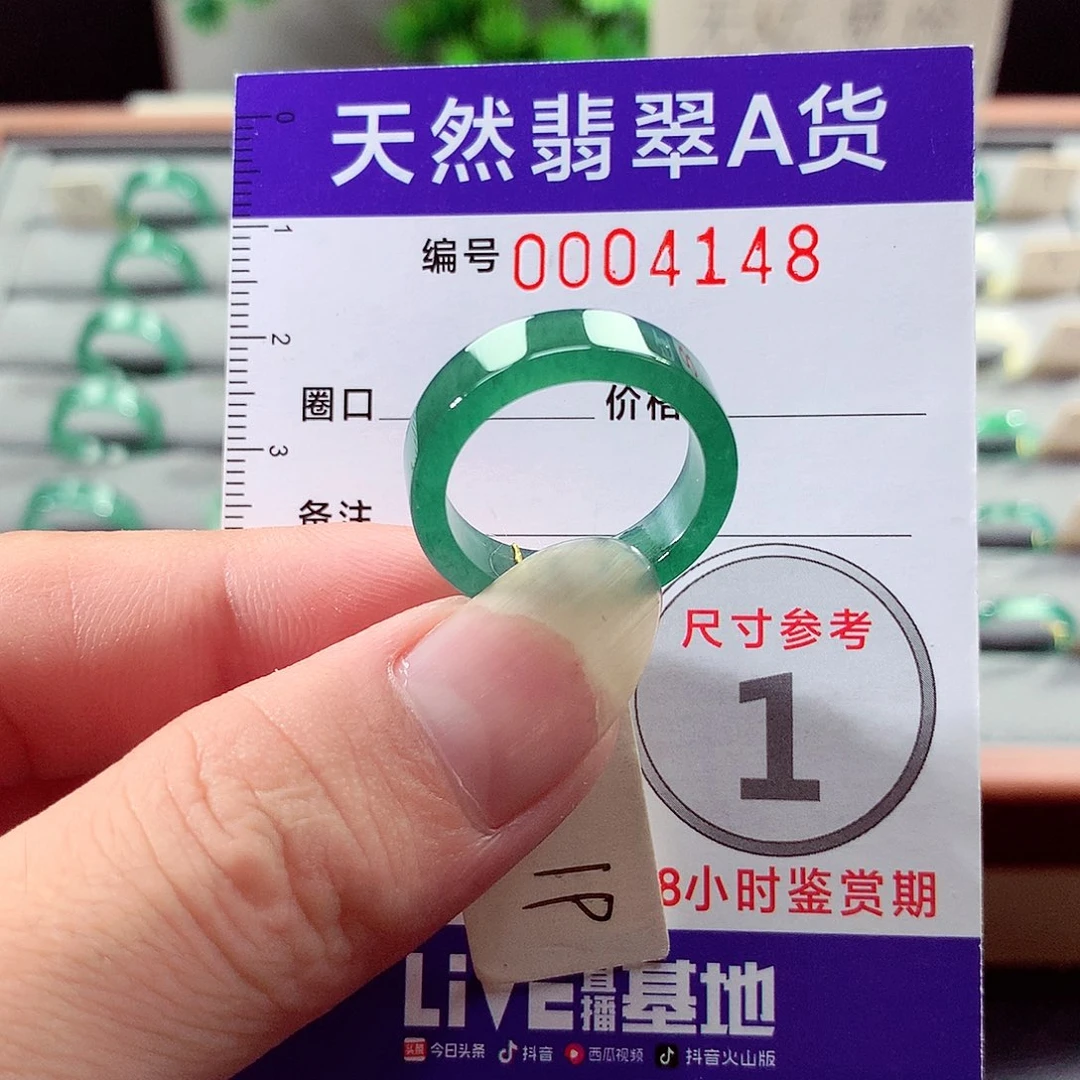 天然翡翠A货
0
1
2
3
编号 0004148
圈口 价格
备注
尺寸参考
1
8小时鉴赏期
1P
LiVE直播基地
头条 今日头条 抖音 西瓜视频 抖音火山版